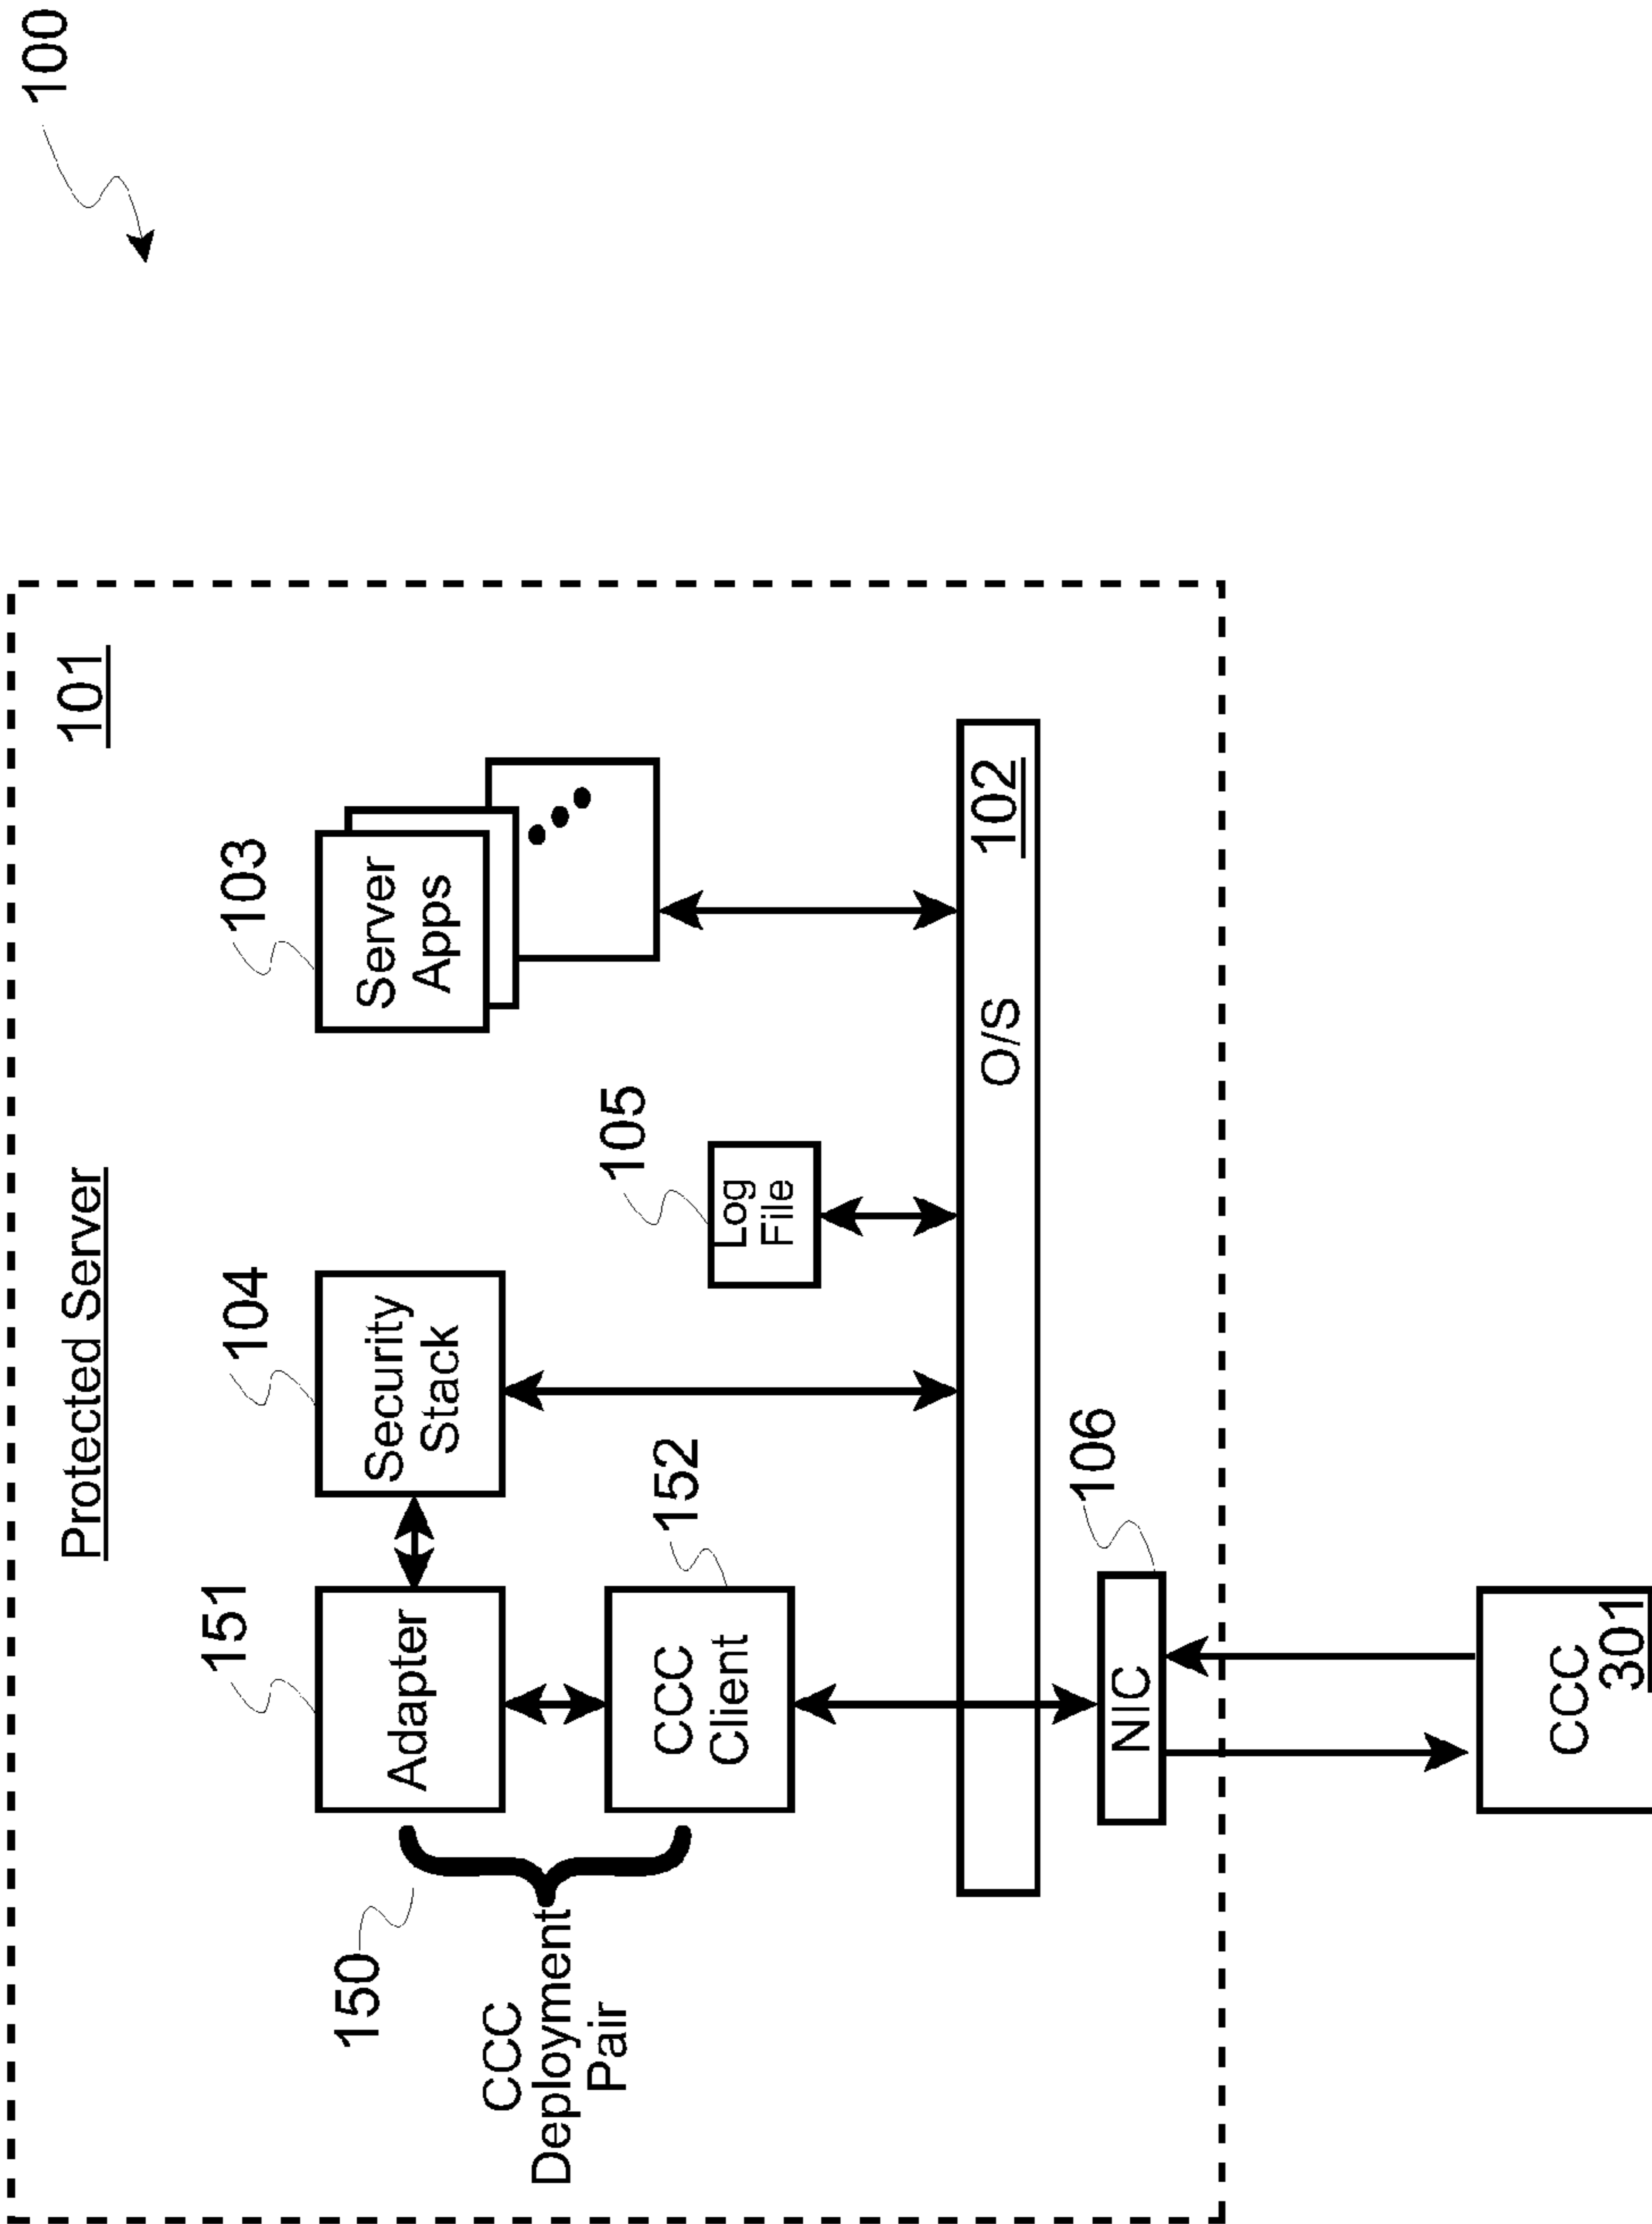 100
Protected Server
101
151
104
103
Adapter
Security
Stack
Server
Apps
150
CCC
Deployment
Pair
152
105
CCC
Client
Log
File
O/S
102
106
NIC
CCC
301